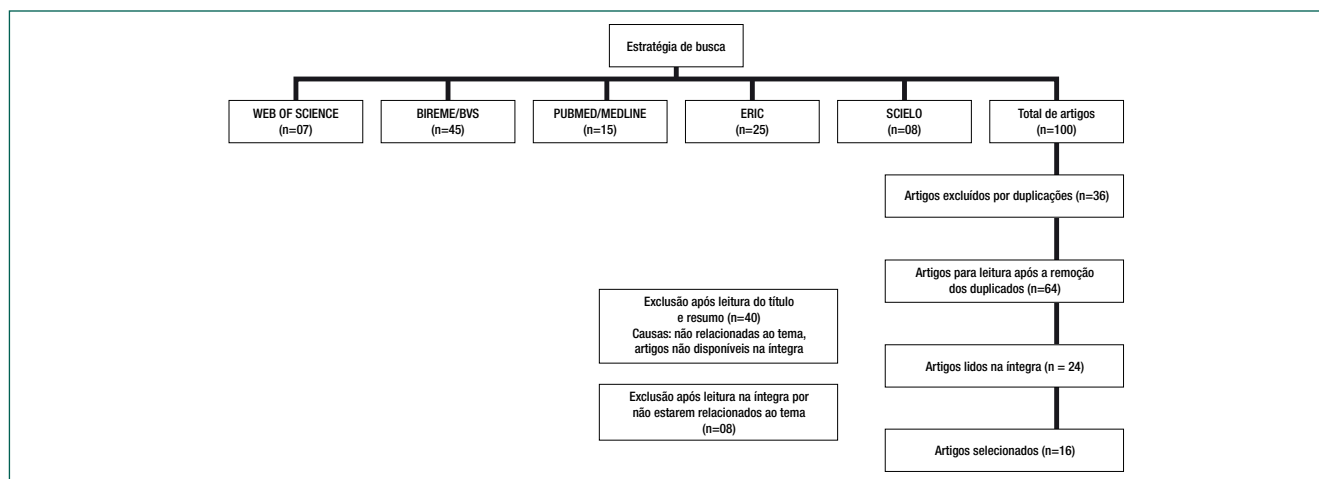 Estratégia de busca
WEB OF SCIENCE
(n=07)
BIREME/BVS
(n=45)
PUBMED/MEDLINE
(n=15)
ERIC
(n=25)
SCIELO
(n=08)
Total de artigos
(n=100)
Artigos excluídos por duplicações (n=36)
Artigos para leitura após a remoção
dos duplicados (n=64)
Exclusão após leitura do título
e resumo (n=40)
Causas: não relacionadas ao tema,
artigos não disponíveis na íntegra
Artigos lidos na íntegra (n = 24)
Exclusão após leitura na íntegra por
não estarem relacionados ao tema
(n=08)
Artigos selecionados (n=16)